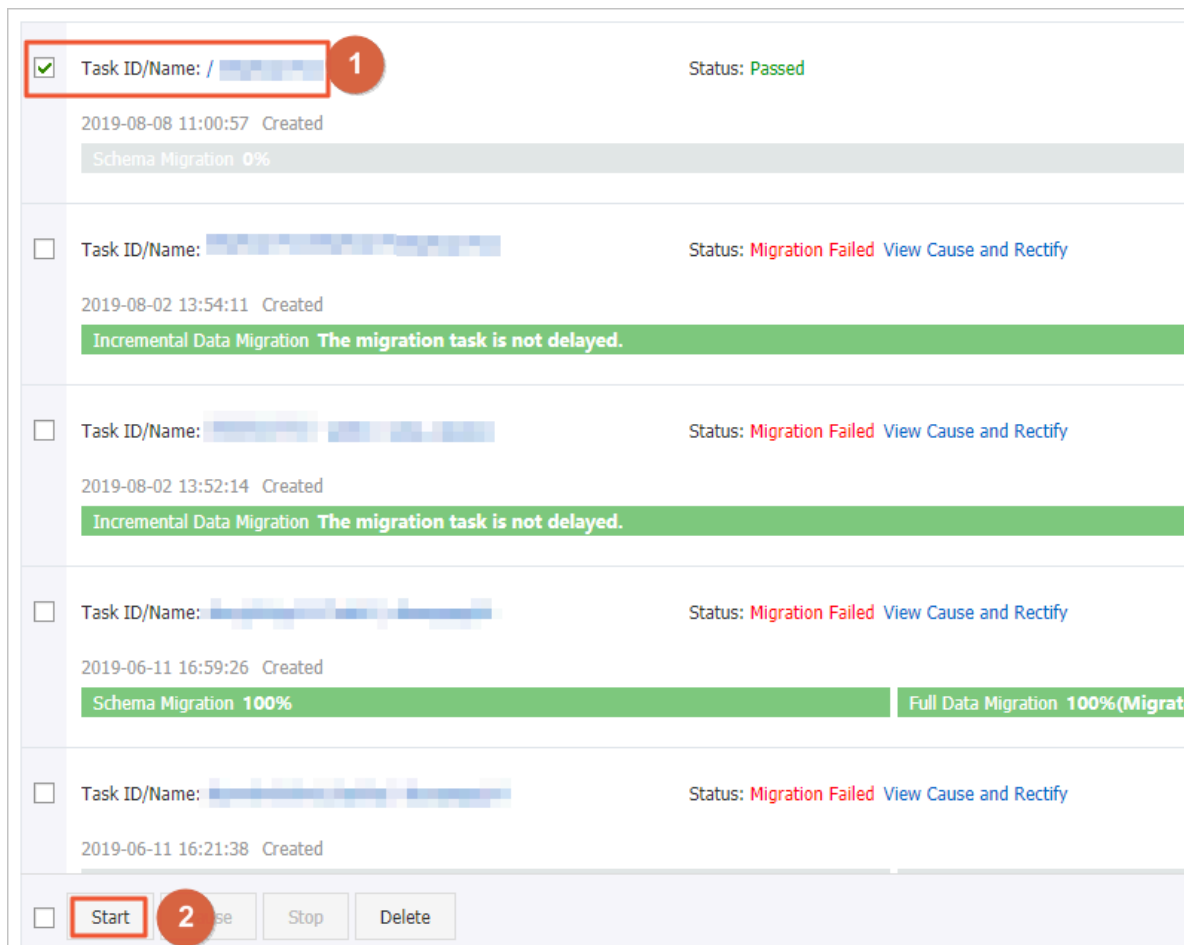 Task ID/Name: / 1 Status: Passed
2019-08-08 11:00:57 Created
Schema Migration 0%
Task ID/Name: Status: Migration Failed View Cause and Rectify
2019-08-02 13:54:11 Created
Incremental Data Migration The migration task is not delayed.
Task ID/Name: Status: Migration Failed View Cause and Rectify
2019-08-02 13:52:14 Created
Incremental Data Migration The migration task is not delayed.
Task ID/Name: Status: Migration Failed View Cause and Rectify
2019-06-11 16:59:26 Created
Schema Migration 100% Full Data Migration 100%(Migrat
Task ID/Name: Status: Migration Failed View Cause and Rectify
2019-06-11 16:21:38 Created
Start 2 se Stop Delete